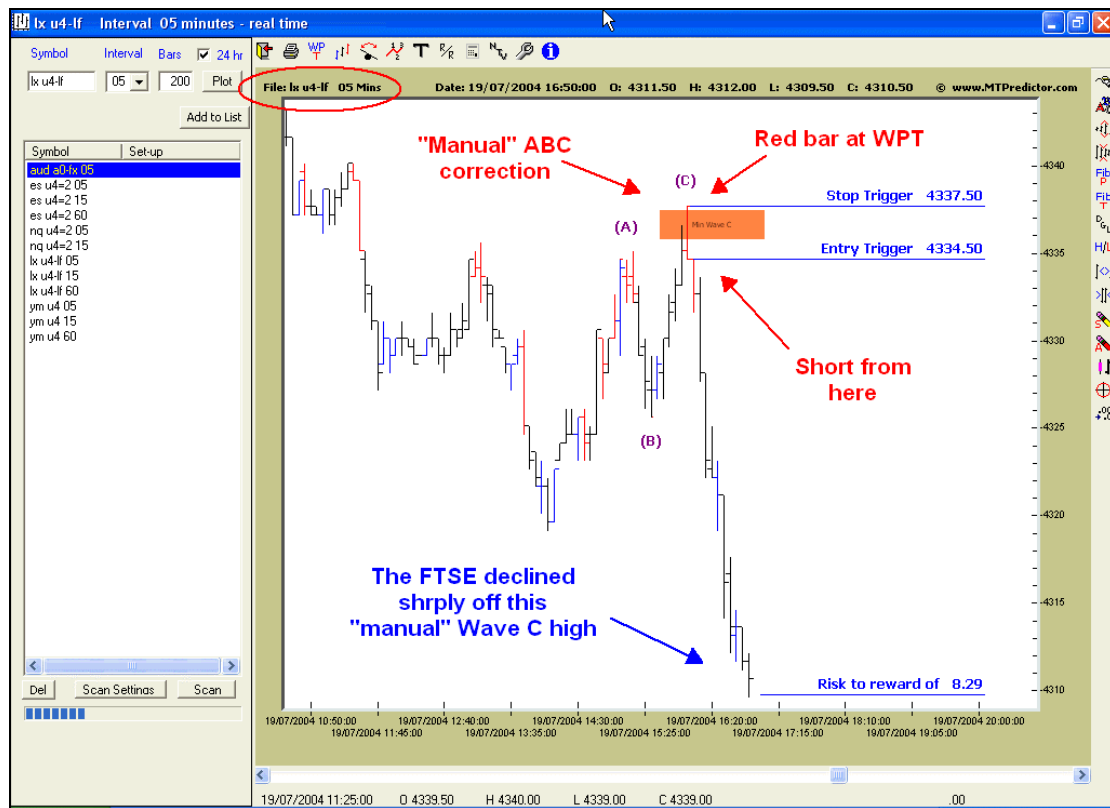 lx u4-lf Interval 05 minutes - real time
Symbol Interval Bars 24 hr
lx u4-lf 05 200 Plot
Add to List
Symbol Set-up
aud a0-fx 05
es u4=2 05
es u4=2 15
es u4=2 60
nq u4=2 05
nq u4=2 15
lx u4-lf 05
lx u4-lf 15
lx u4-lf 60
ym u4 05
ym u4 15
ym u4 60
Del Scan Settings Scan
WP T T R/R
File: lx u4-lf 05 Mins Date: 19/07/2004 16:50:00 O: 4311.50 H: 4312.00 L: 4309.50 C: 4310.50 © www.MTPredictor.com
"Manual" ABC
correction
Red bar at WPT
(C)
Stop Trigger 4337.50
Min Wave C
(A)
Entry Trigger 4334.50
Short from
here
(B)
The FTSE declined
shrply off this
"manual" Wave C high
Risk to reward of 8.29
4340
4335
4330
4325
4320
4315
4310
Fib P
Fib T
DGL
H/L
S
A
19/07/2004 10:50:00 19/07/2004 12:40:00 19/07/2004 14:30:00 19/07/2004 16:20:00 19/07/2004 18:10:00 19/07/2004 20:00:00
19/07/2004 11:45:00 19/07/2004 13:35:00 19/07/2004 15:25:00 19/07/2004 17:15:00 19/07/2004 19:05:00
19/07/2004 11:25:00 O 4339.50 H 4340.00 L 4339.00 C 4339.00 .00